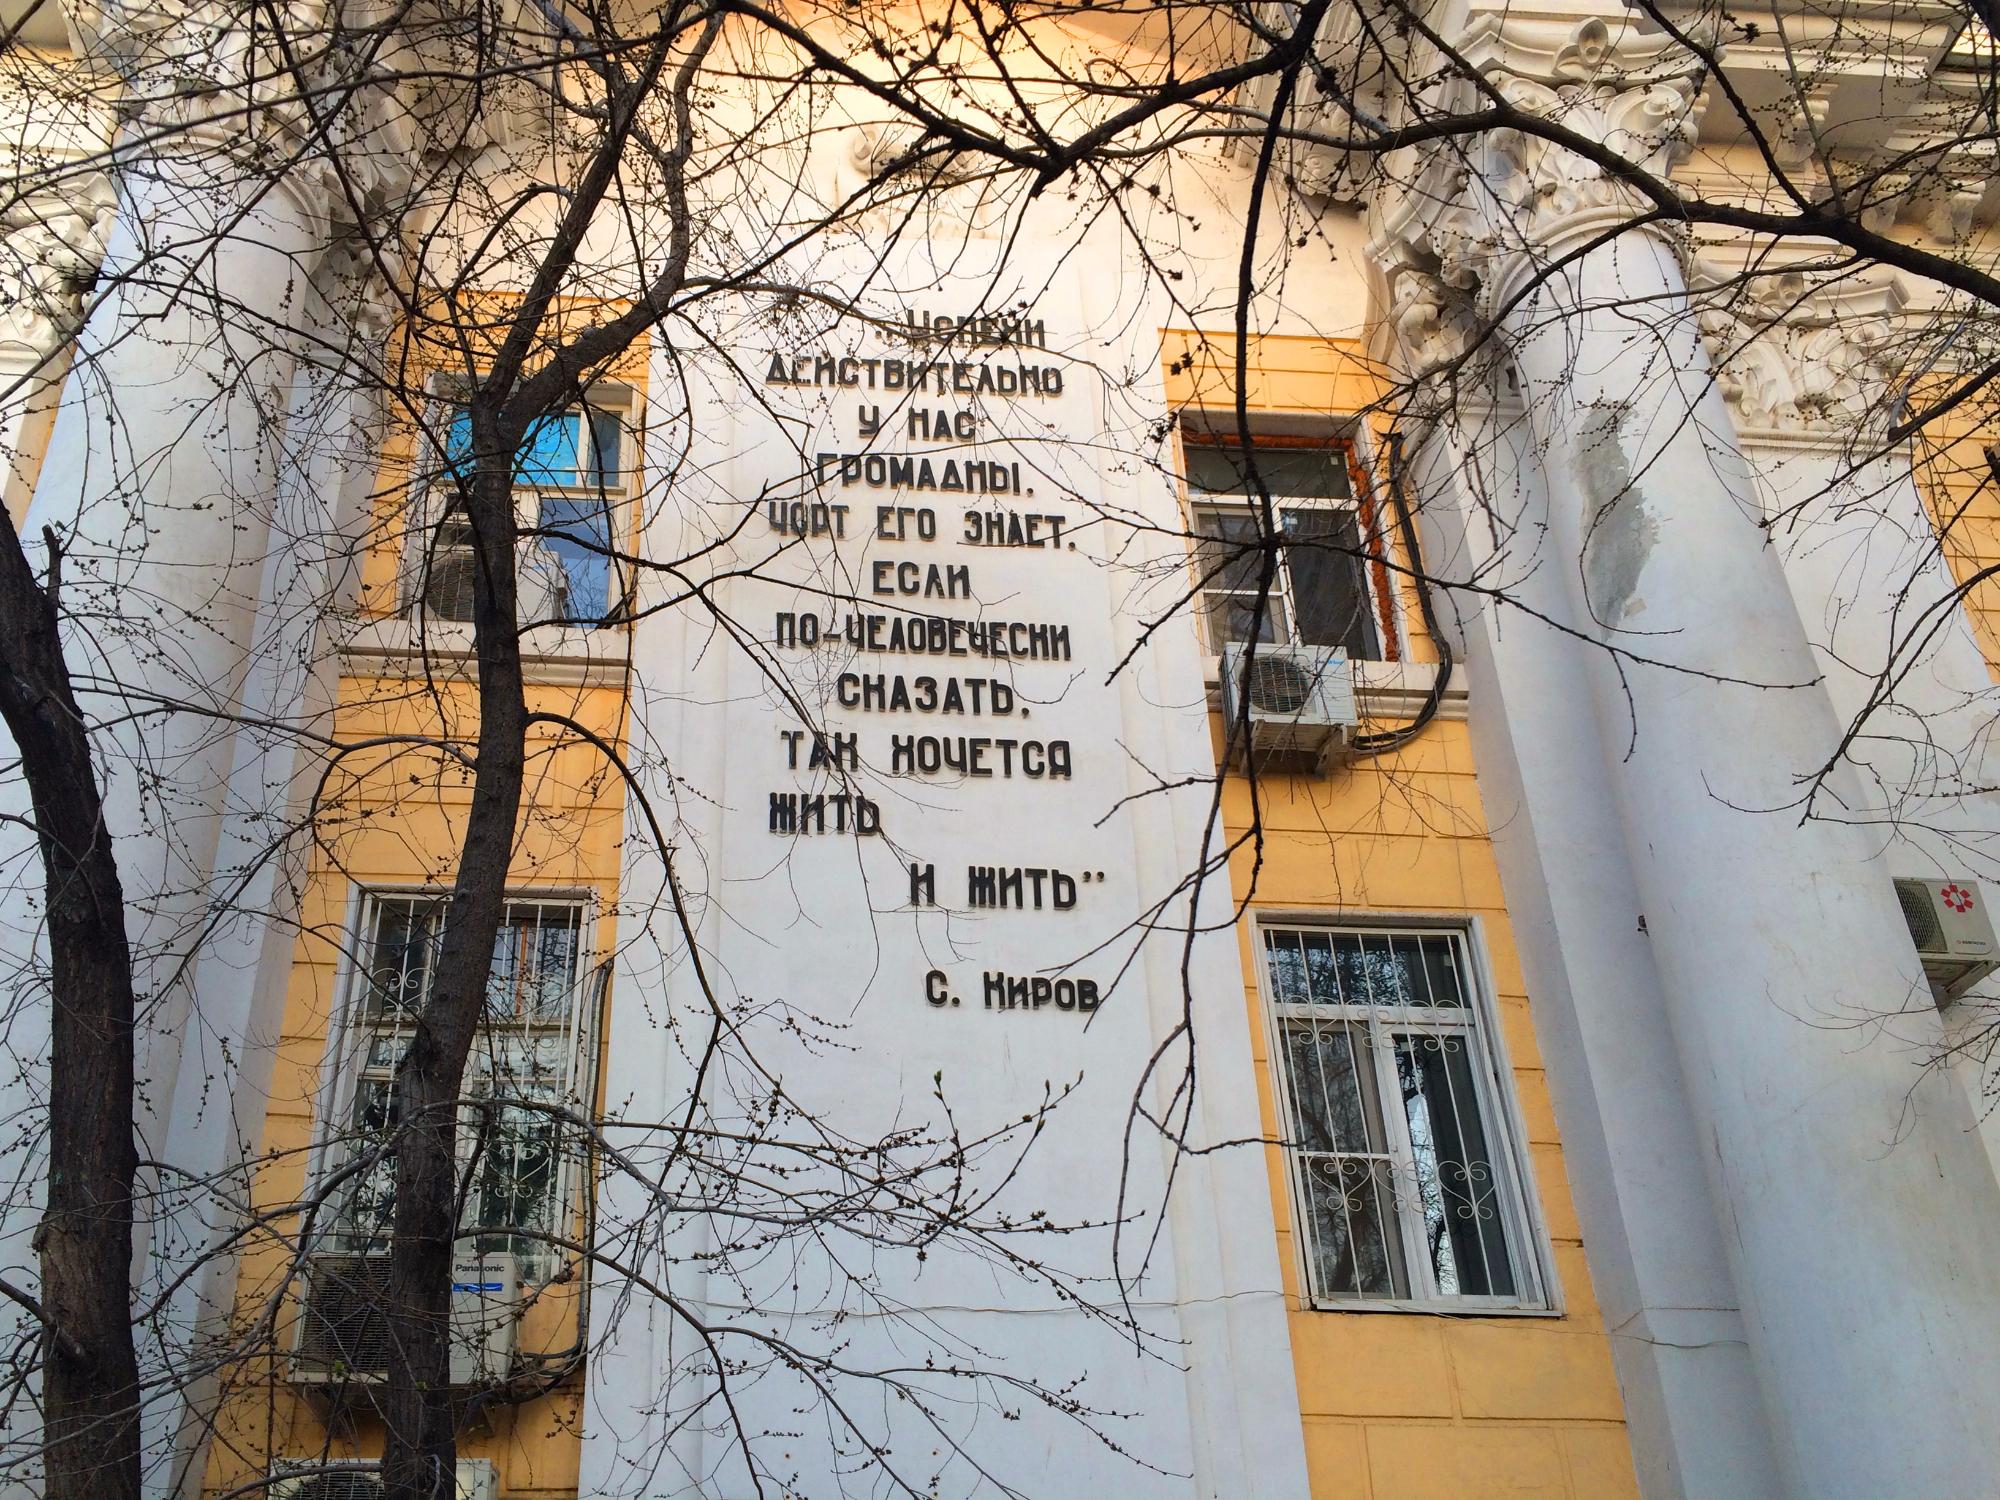 „Успехи
ДЕЙСТВИТЕЛЬНО
У НАС
ГРОМАДНЫ.
ЧОРТ ЕГО ЗНАЕТ,
ЕСЛИ
ПО-ЧЕЛОВЕЧЕСКИ
СКАЗАТЬ,
ТАК ХОЧЕТСЯ
ЖИТЬ
И ЖИТЬ”
С. КИРОВ
Panasonic